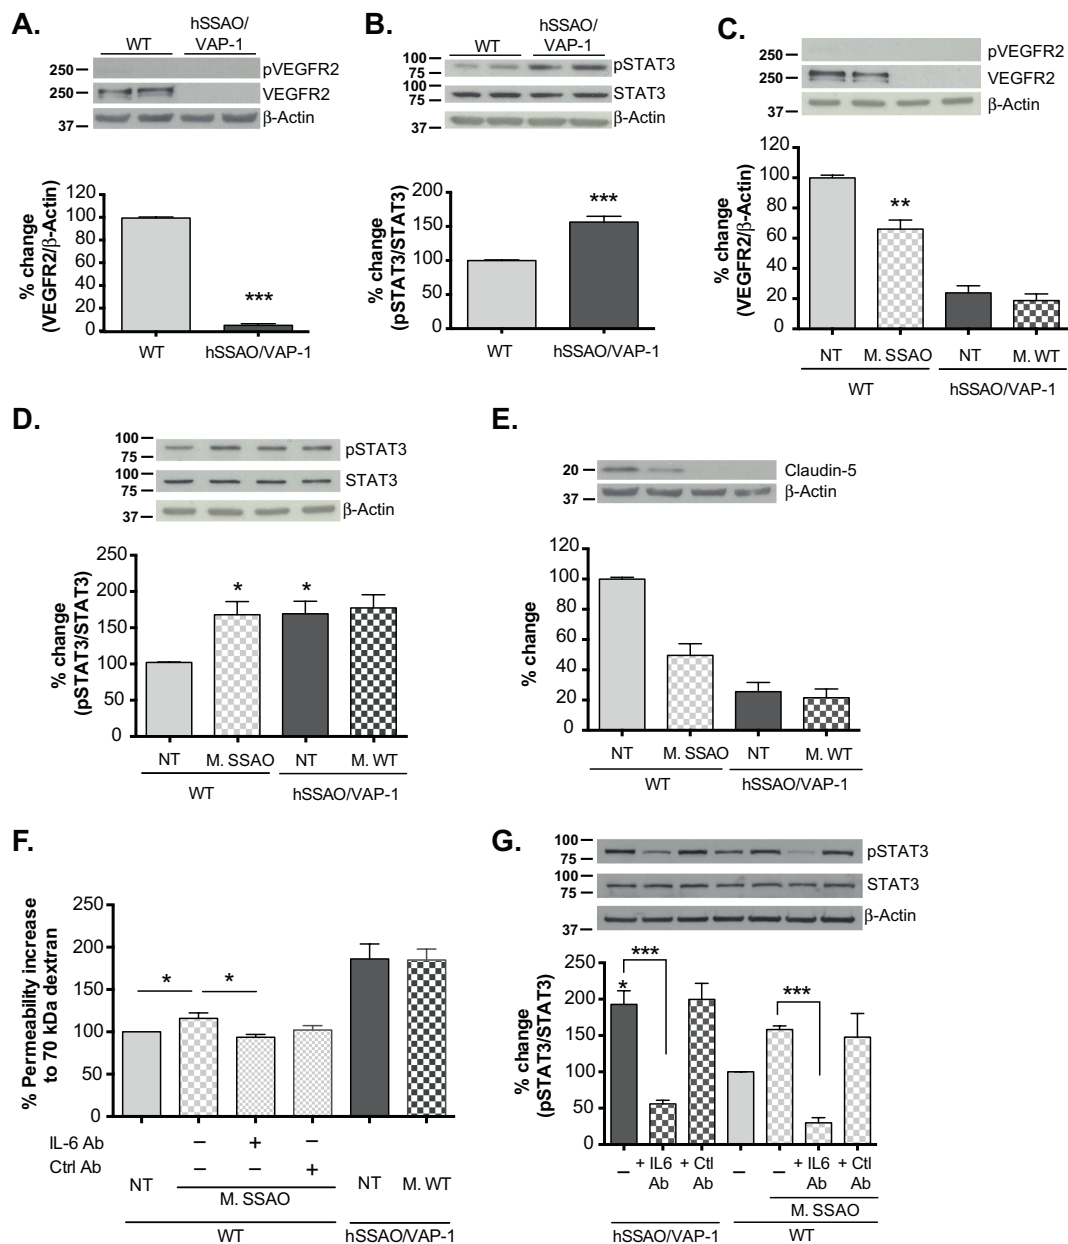 A.
WT
hSSAO/
VAP-1
250
pVEGFR2
250
VEGFR2
37
β-Actin
% change
(VEGFR2/β-Actin)
120
100
80
60
40
20
0
***
WT
hSSAO/VAP-1
B.
WT
hSSAO/
VAP-1
100
75
pSTAT3
100
75
STAT3
37
β-Actin
% change
(pSTAT3/STAT3)
200
150
100
50
0
***
WT
hSSAO/VAP-1
C.
250
pVEGFR2
250
VEGFR2
37
β-Actin
% change
(VEGFR2/β-Actin)
120
100
80
60
40
20
0
**
NT M. SSAO NT M. WT
WT hSSAO/VAP-1
D.
100
75
pSTAT3
100
75
STAT3
37
β-Actin
% change
(pSTAT3/STAT3)
250
200
150
100
50
0
* *
NT M. SSAO NT M. WT
WT hSSAO/VAP-1
E.
20
Claudin-5
37
β-Actin
% change
120
100
80
60
40
20
0
NT M. SSAO NT M. WT
WT hSSAO/VAP-1
F.
% Permeability increase
to 70 kDa dextran
250
200
150
100
50
0
* *
IL-6 Ab – + –
Ctrl Ab – – +
NT M. SSAO NT M. WT
WT hSSAO/VAP-1
G.
100
75
pSTAT3
100
75
STAT3
37
β-Actin
% change
(pSTAT3/STAT3)
250
200
150
100
50
0
***
*
***
– + IL6 + Ctl – – + IL6 + Ctl
Ab Ab Ab Ab
M. SSAO
hSSAO/VAP-1 WT